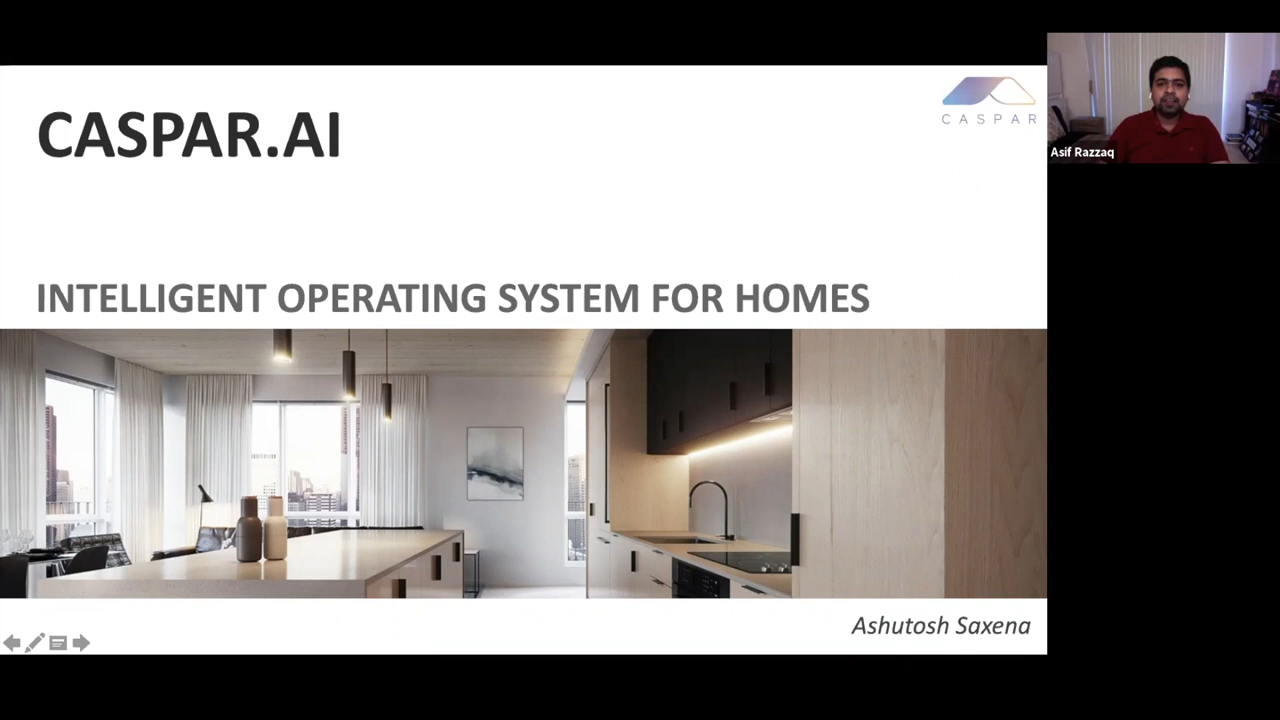 CASPAR.AI
CASPAR
Asif Razzaq
INTELLIGENT OPERATING SYSTEM FOR HOMES
Ashutosh Saxena